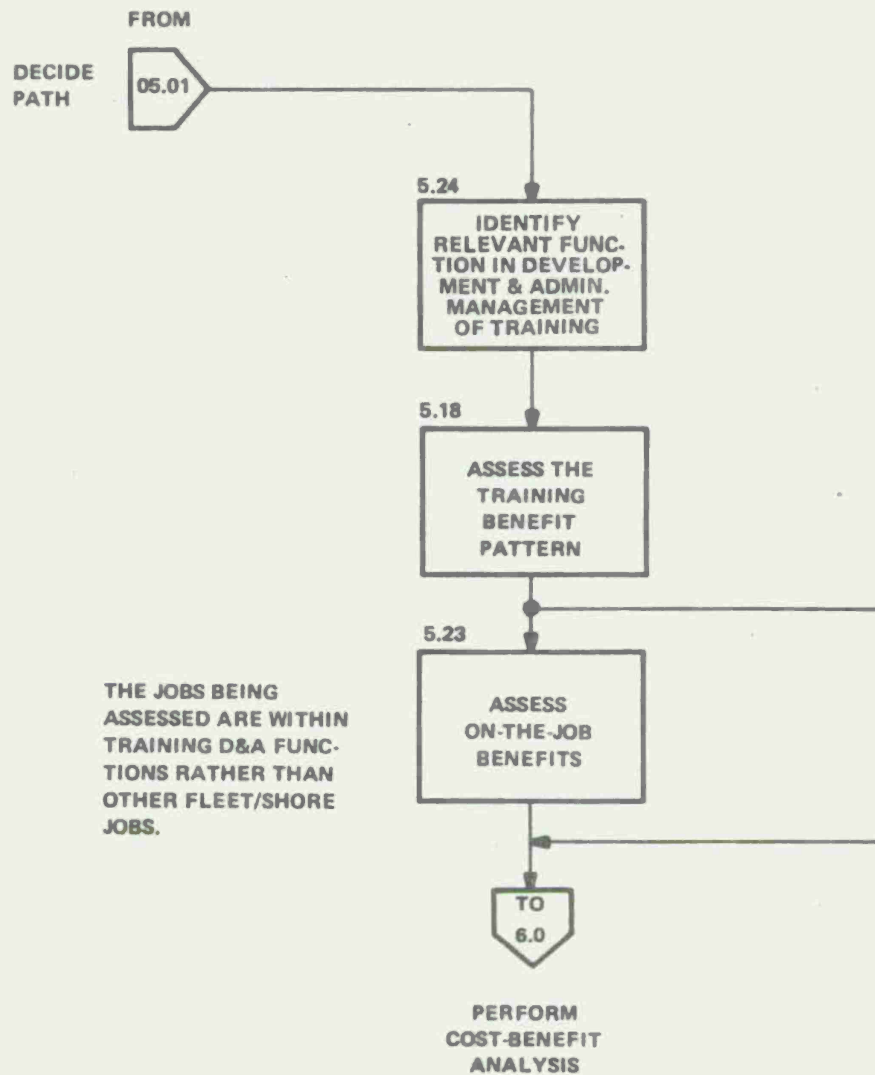 FROM
DECIDE
PATH
05.01
5.24
IDENTIFY
RELEVANT FUNC-
TION IN DEVELOP-
MENT & ADMIN.
MANAGEMENT
OF TRAINING
5.18
ASSESS THE
TRAINING
BENEFIT
PATTERN
5.23
ASSESS
ON-THE-JOB
BENEFITS
THE JOBS BEING
ASSESSED ARE WITHIN
TRAINING D&A FUNC-
TIONS RATHER THAN
OTHER FLEET/SHORE
JOBS.
TO
6.0
PERFORM
COST-BENEFIT
ANALYSIS